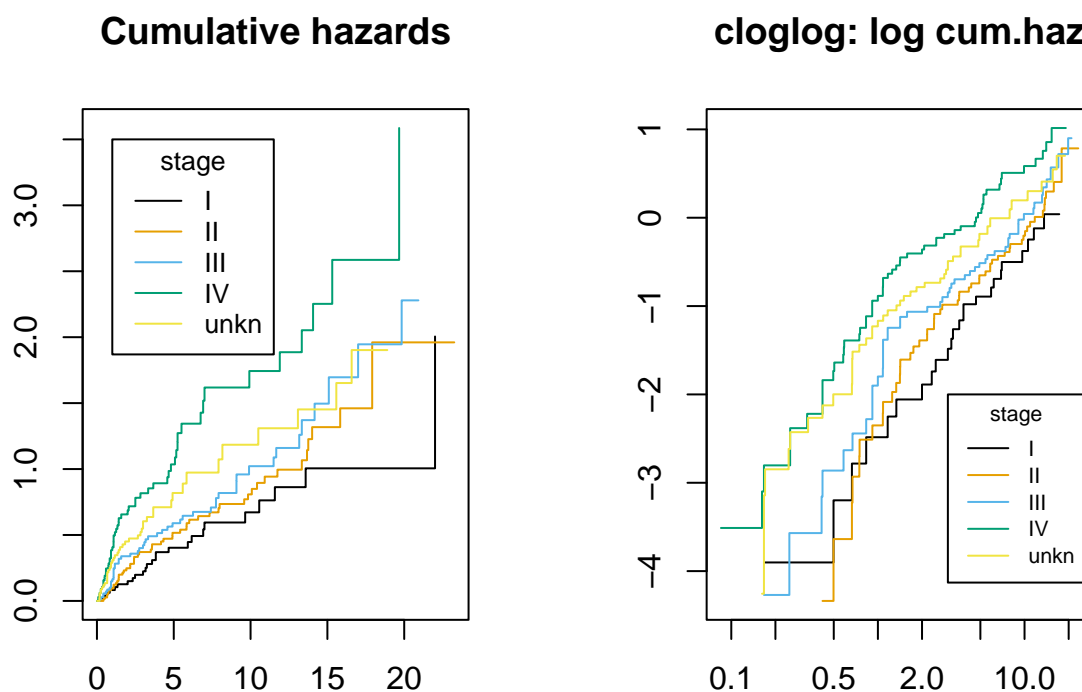 Cumulative hazards
stage
I
II
III
IV
unkn
0.0
1.0
2.0
3.0
0 5 10 15 20
cloglog: log cum.haz
1
0
−1
−2
−3
−4
stage
I
II
III
IV
unkn
0.1 0.5 2.0 10.0